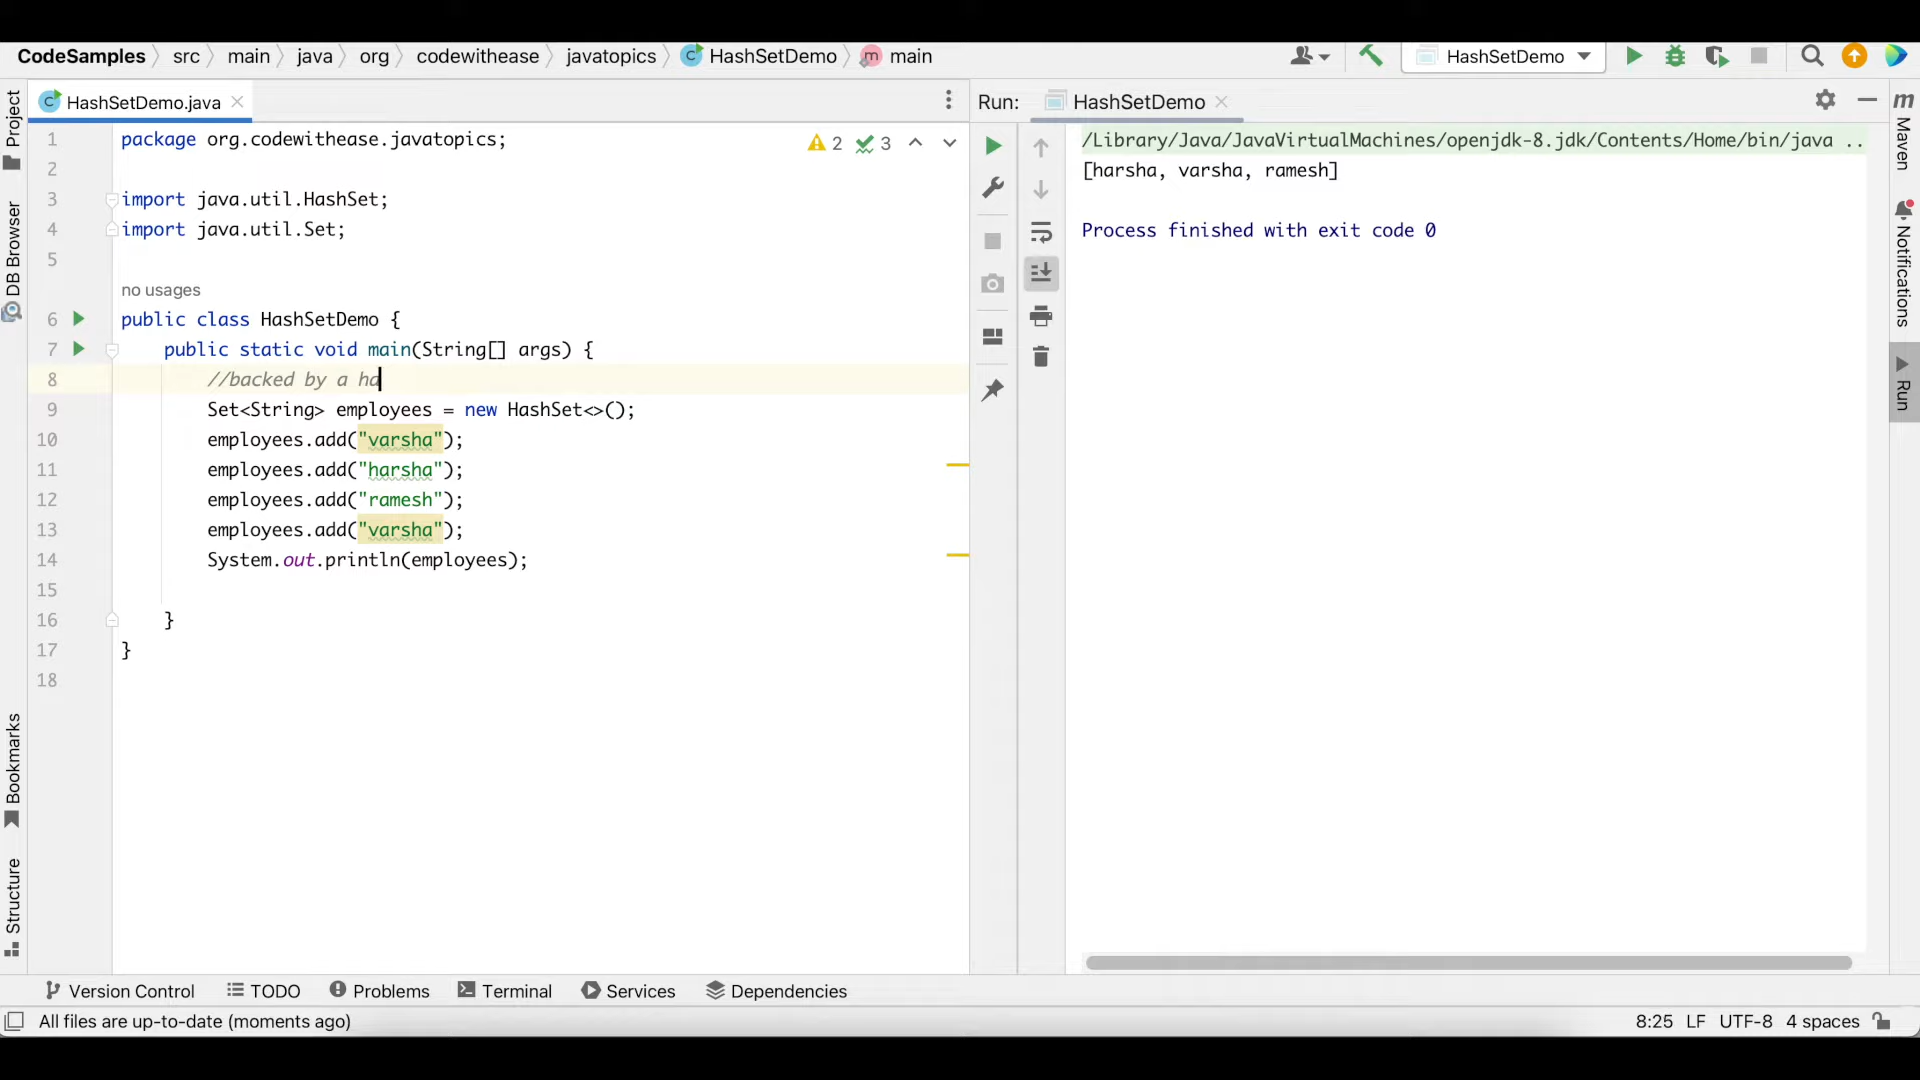 CodeSamples src main java org codewithease javatopics HashSetDemo main
HashSetDemo
Project
DB Browser
Bookmarks
Structure
HashSetDemo.java
2 3
1 package org.codewithease.javatopics;
2
3 import java.util.HashSet;
4 import java.util.Set;
5
no usages
6 public class HashSetDemo {
7 public static void main(String[] args) {
8 //backed by a ha
9 Set<String> employees = new HashSet<>();
10 employees.add("varsha");
11 employees.add("harsha");
12 employees.add("ramesh");
13 employees.add("varsha");
14 System.out.println(employees);
15
16 }
17 }
18
Run: HashSetDemo
/Library/Java/JavaVirtualMachines/openjdk-8.jdk/Contents/Home/bin/java ..
[harsha, varsha, ramesh]
Process finished with exit code 0
m
Maven
Notifications
Run
Version Control TODO Problems Terminal Services Dependencies
All files are up-to-date (moments ago)
8:25 LF UTF-8 4 spaces